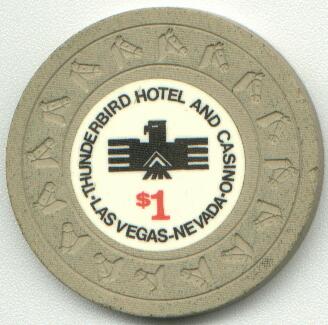 THUNDERBIRD HOTEL AND CASINO
$1
·LAS VEGAS-NEVADA·